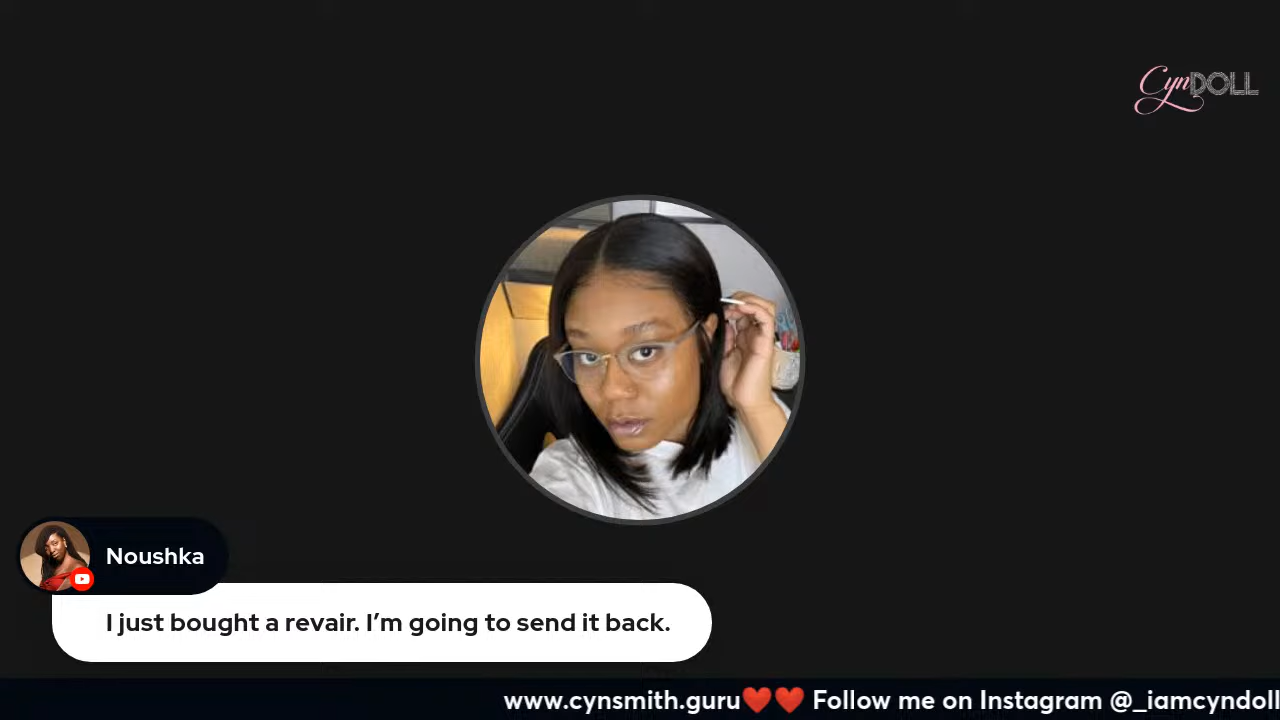 CynDOLL
Noushka
I just bought a revair. I’m going to send it back.
www.cynsmith.guru❤️❤️ Follow me on Instagram @_iamcyndoll